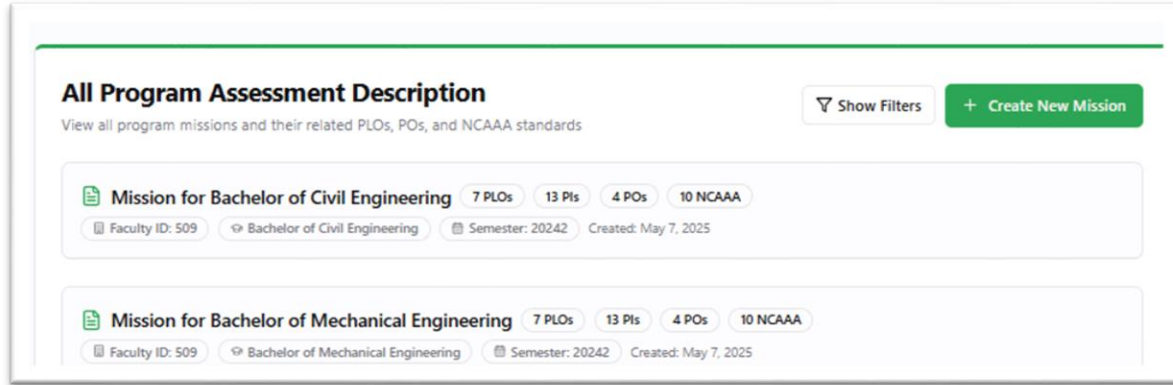 All Program Assessment Description
Show Filters
+ Create New Mission
View all program missions and their related PLOs, POs, and NCAAA standards
Mission for Bachelor of Civil Engineering 7 PLOs 13 PIs 4 POs 10 NCAAA
Faculty ID: 509 Bachelor of Civil Engineering Semester: 20242 Created: May 7, 2025
Mission for Bachelor of Mechanical Engineering 7 PLOs 13 PIs 4 POs 10 NCAAA
Faculty ID: 509 Bachelor of Mechanical Engineering Semester: 20242 Created: May 7, 2025